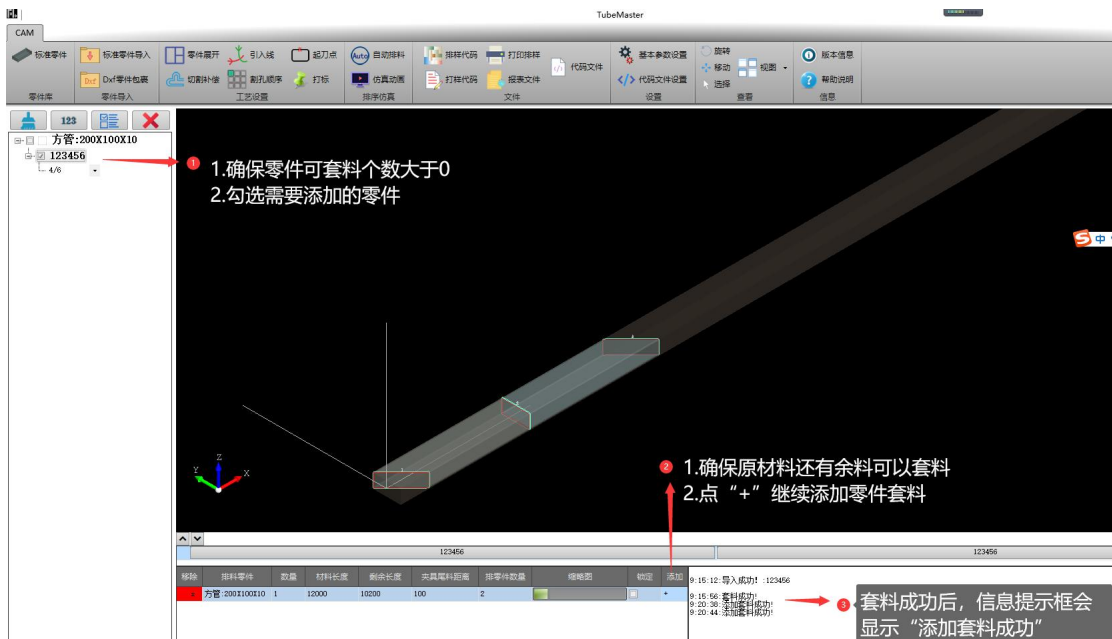 TubeMaster
CAM
标准零件
标准零件导入
Dxf
Dxf零件包裹
零件展开
引入线
起刀点
切割补偿
割孔顺序
打标
Auto
自动排料
仿真动画
排样代码
打印排样
代码文件
打样代码
报表文件
基本参数设置
代码文件设置
旋转
移动
选择
视图
版本信息
帮助说明
零件库
零件导入
工艺设置
排序仿真
文件
设置
查看
信息
123
方管:200X100X10
123456
4/6
1
1.确保零件可套料个数大于0
2.勾选需要添加的零件
中
Z
Y
X
2
1.确保原材料还有余料可以套料
2.点“+”继续添加零件套料
123456
123456
移除 排料零件 数量 材料长度 剩余长度 夹具尾料距离 排零件数量 缩略图 锁定 添加
x 方管:200X100X10 1 12000 10200 100 2 +
9:15:12:导入成功! :123456
9:15:56:套料成功!
9:20:38:添加套料成功!
9:20:44:添加套料成功!
3
套料成功后，信息提示框会
显示“添加套料成功”